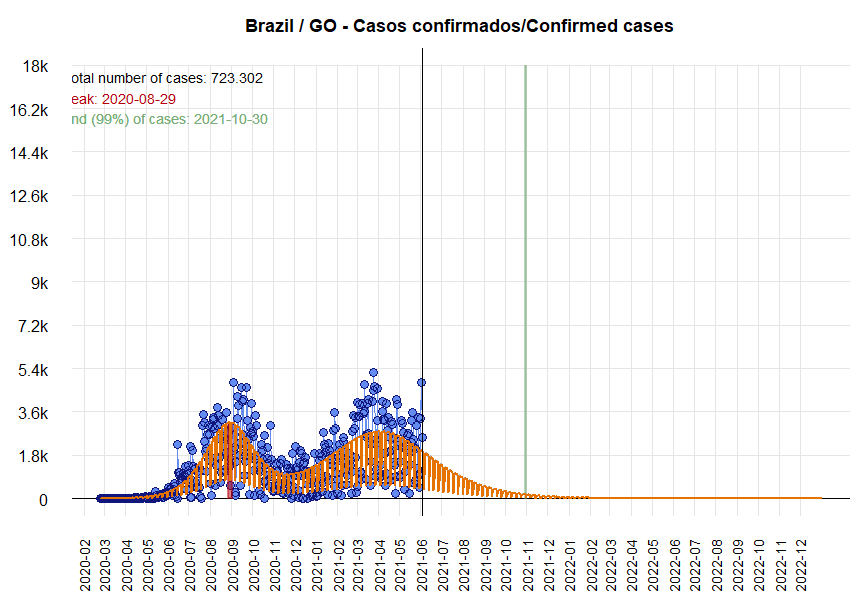 Brazil / GO - Casos confirmados/Confirmed cases
18k
16.2k
14.4k
12.6k
10.8k
9k
7.2k
5.4k
3.6k
1.8k
0
otal number of cases: 723.302
eak: 2020-08-29
nd (99%) of cases: 2021-10-30
2020-02
2020-03
2020-04
2020-05
2020-06
2020-07
2020-08
2020-09
2020-10
2020-11
2020-12
2021-01
2021-02
2021-03
2021-04
2021-05
2021-06
2021-07
2021-08
2021-09
2021-10
2021-11
2021-12
2022-01
2022-02
2022-03
2022-04
2022-05
2022-06
2022-07
2022-08
2022-09
2022-10
2022-11
2022-12